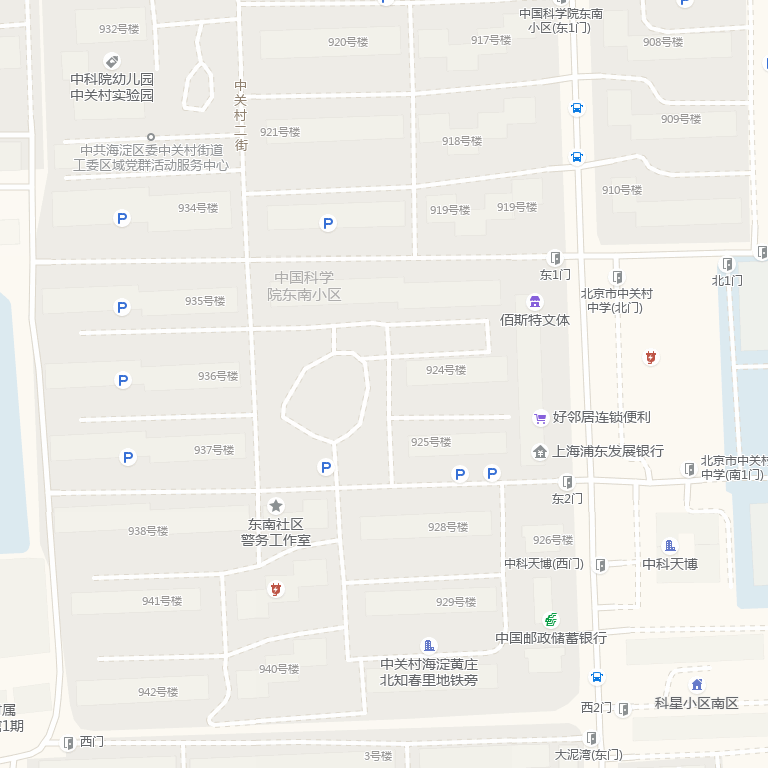 中国科学院东南
小区(东1门)
932号楼
920号楼
917号楼
908号楼
中科院幼儿园
中关村实验园
中关村二街
921号楼
918号楼
909号楼
中共海淀区委中关村街道
工委区域党群活动服务中心
934号楼
P
P
919号楼
919号楼
910号楼
东1门
北1门
中国科学
院东南小区
北京市中关村
中学(北门)
935号楼
P
佰斯特文体
936号楼
P
924号楼
好邻居连锁便利
937号楼
P
925号楼
上海浦东发展银行
P
P
P
北京市中关村
中学(南1门)
东2门
东南社区
警务工作室
938号楼
928号楼
926号楼
中科天博(西门)
中科天博
941号楼
929号楼
中国邮政储蓄银行
940号楼
中关村海淀黄庄
北知春里地铁旁
942号楼
科星小区南区
西2门
属
1期
西门
3号楼
大泥湾(东门)